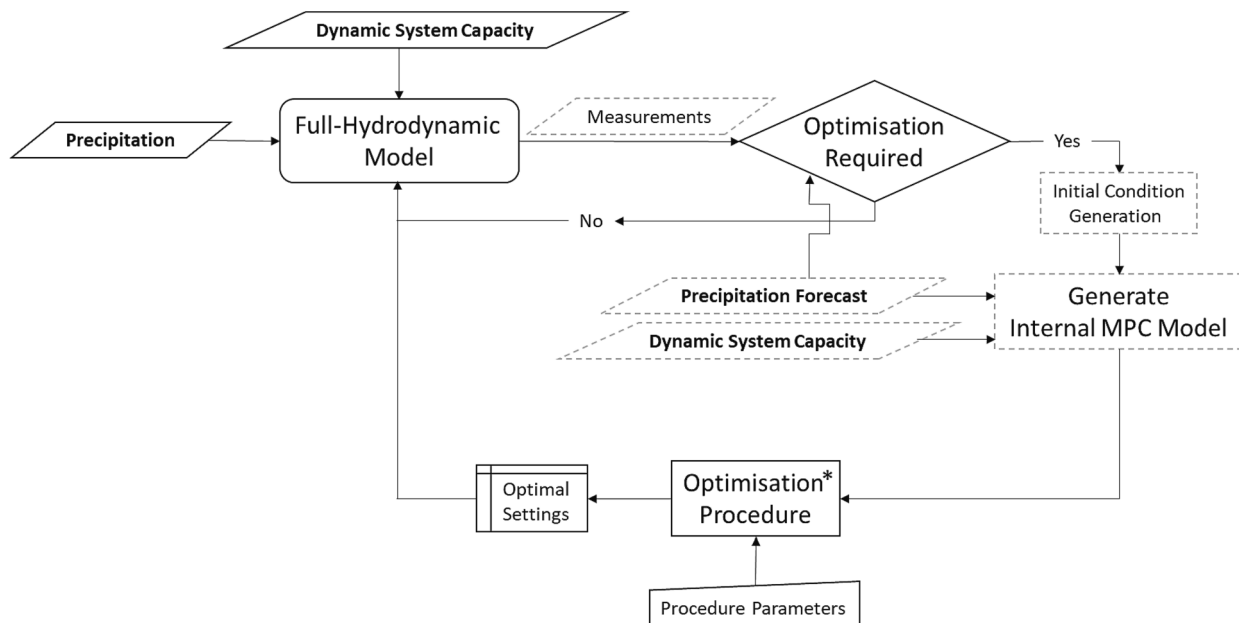 Dynamic System Capacity
Precipitation
Full-Hydrodynamic
Model
Measurements
Optimisation
Required
Yes
Initial Condition
Generation
No
Precipitation Forecast
Dynamic System Capacity
Generate
Internal MPC Model
Optimal
Settings
Optimisation*
Procedure
Procedure Parameters